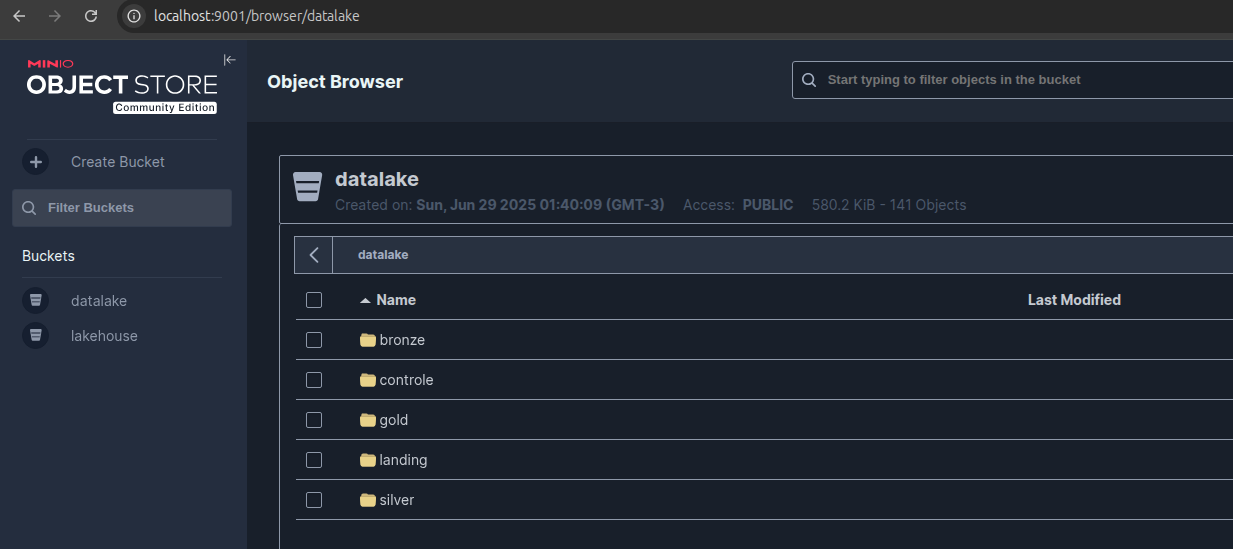 localhost:9001/browser/datalake
MINIO
OBJECT STORE
Community Edition
Create Bucket
Filter Buckets
Buckets
datalake
lakehouse
Object Browser
Start typing to filter objects in the bucket
datalake
Created on: Sun, Jun 29 2025 01:40:09 (GMT-3) Access: PUBLIC 580.2 KiB - 141 Objects
datalake
Name Last Modified
bronze
controle
gold
landing
silver